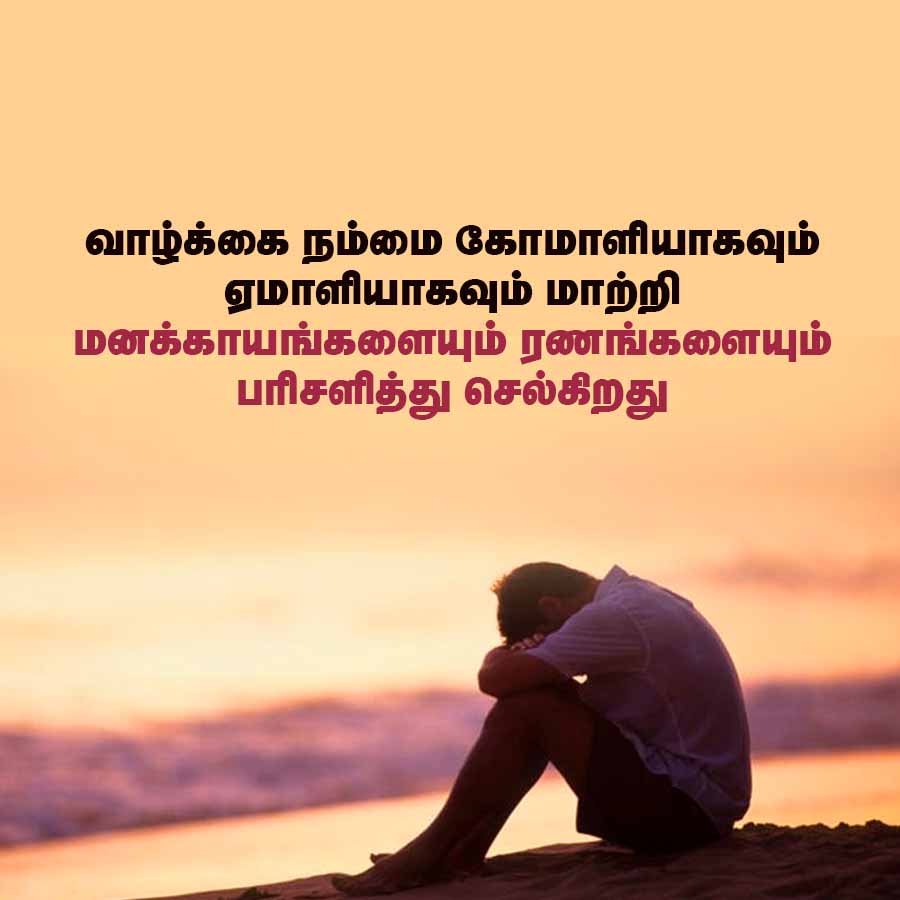 வாழ்க்கை நம்மை கோமாளியாகவும்
ஏமாளியாகவும் மாற்றி
மனக்காயங்களையும் ரணங்களையும்
பரிசளித்து செல்கிறது